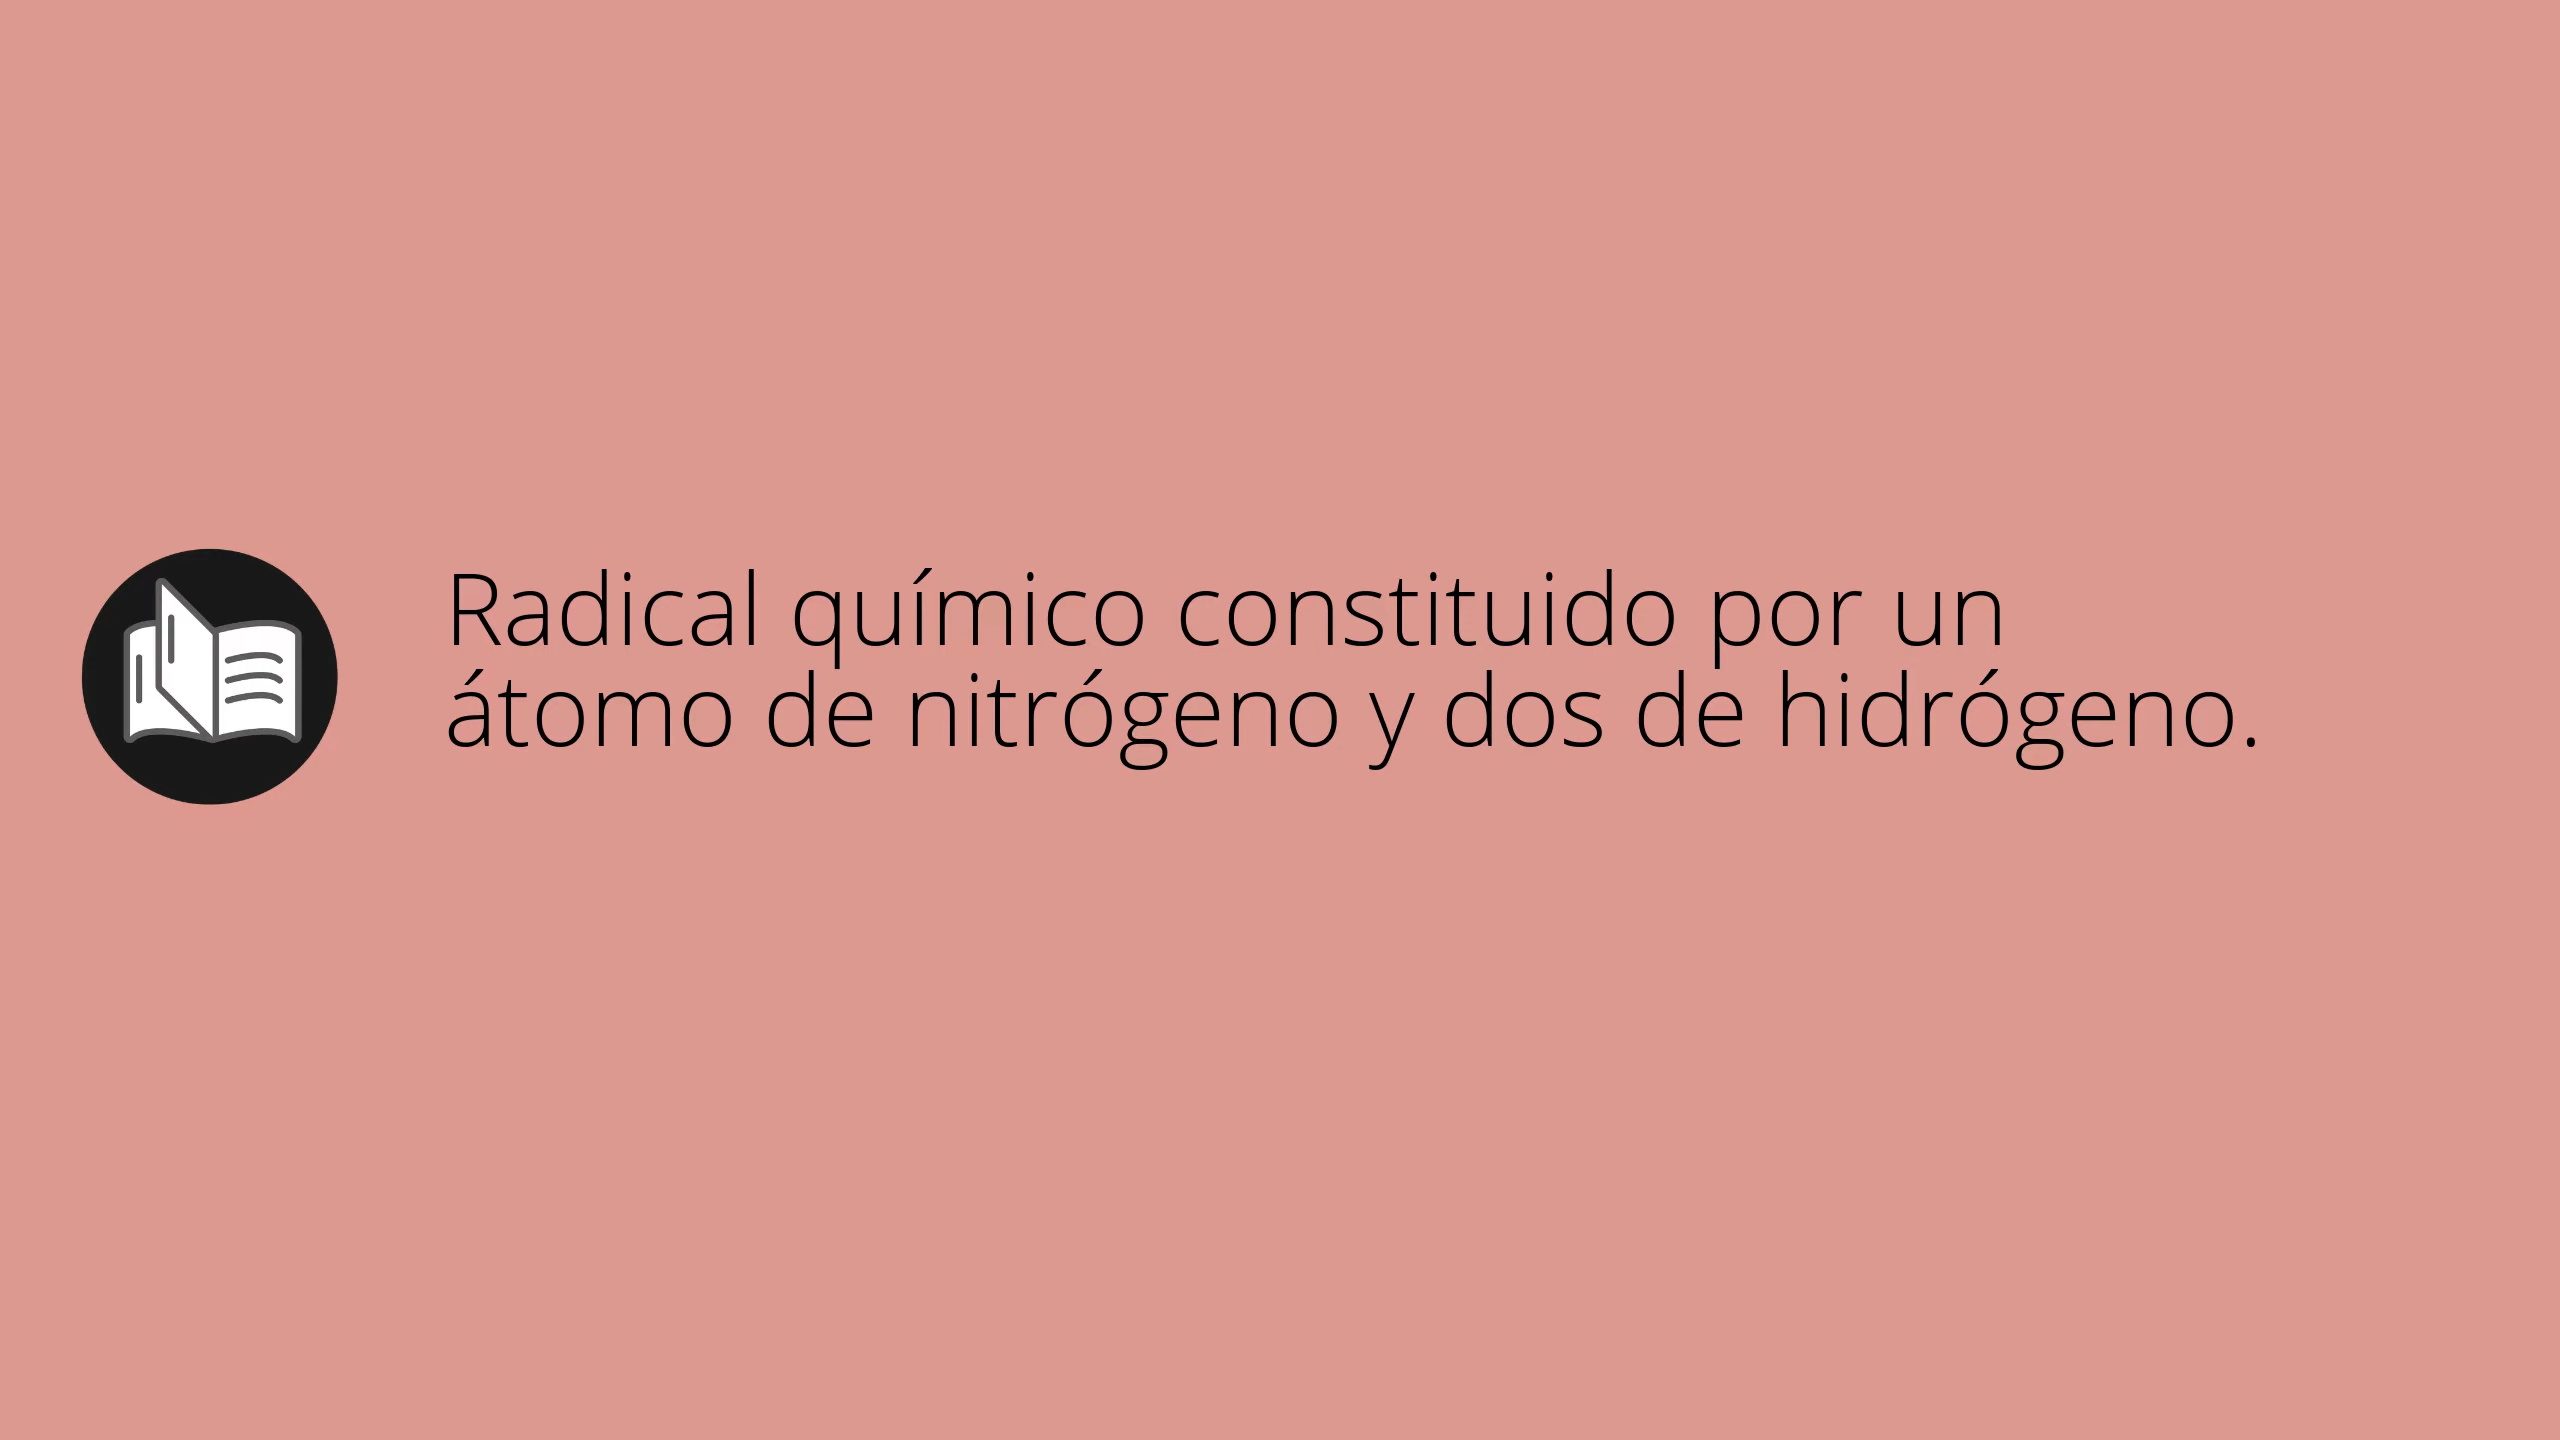 Radical químico constituido por un
átomo de nitrógeno y dos de hidrógeno.